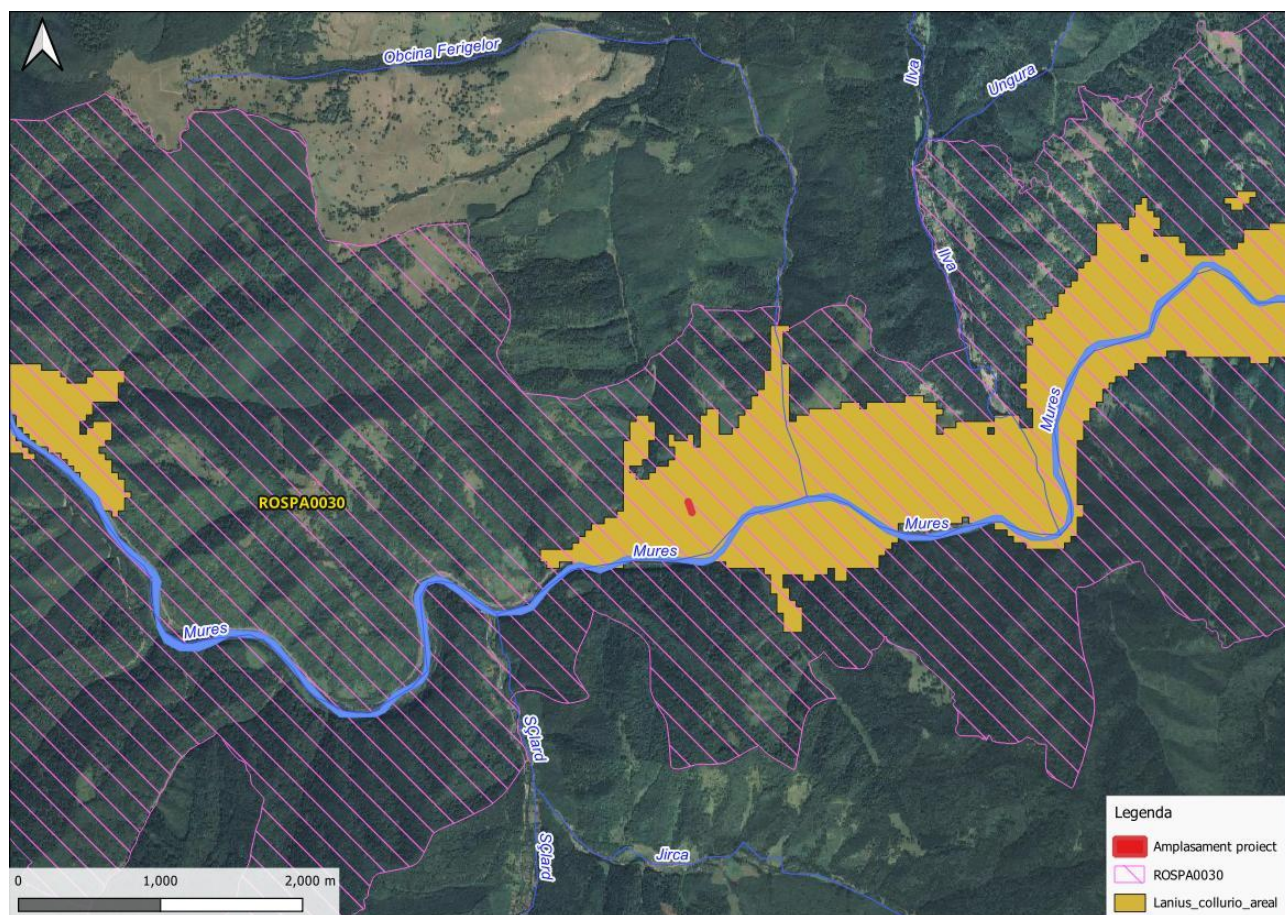 Obcina Ferigelor
Ilva
Ungura
Ilva
Mures
ROSPA0030
Mures
Mures
Mures
Sçlard
Sçlard
Jirca
0 1,000 2,000 m
Legenda
Amplasament proiect
ROSPA0030
Lanius_collurio_areal